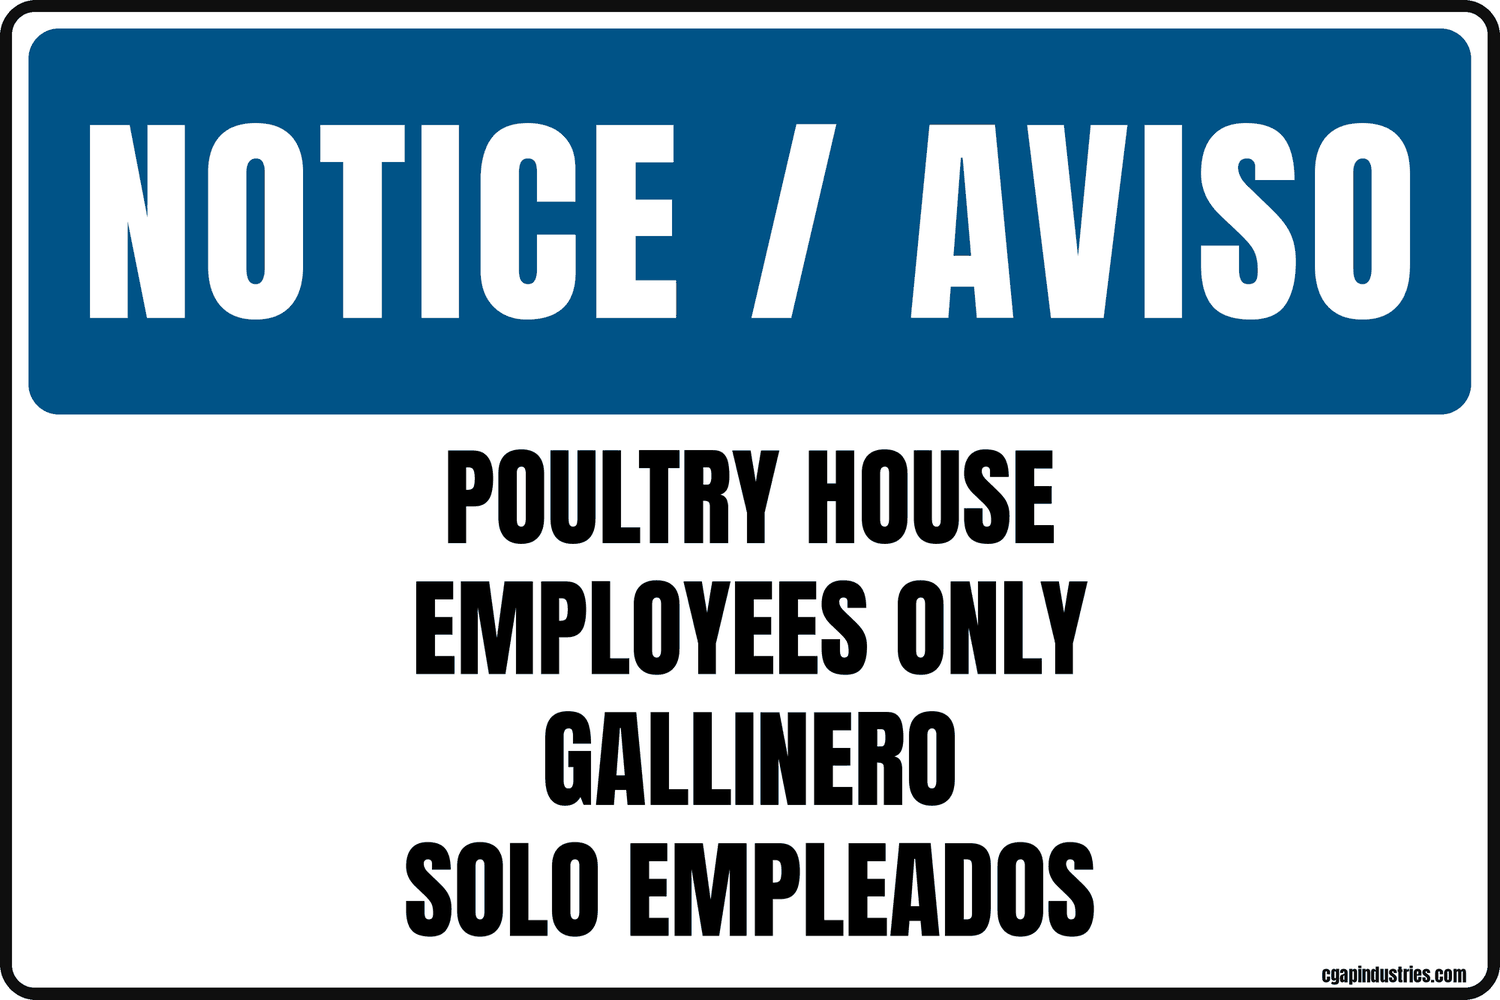 NOTICE / AVISO
POULTRY HOUSE
EMPLOYEES ONLY
GALLINERO
SOLO EMPLEADOS
cgapindustries.com